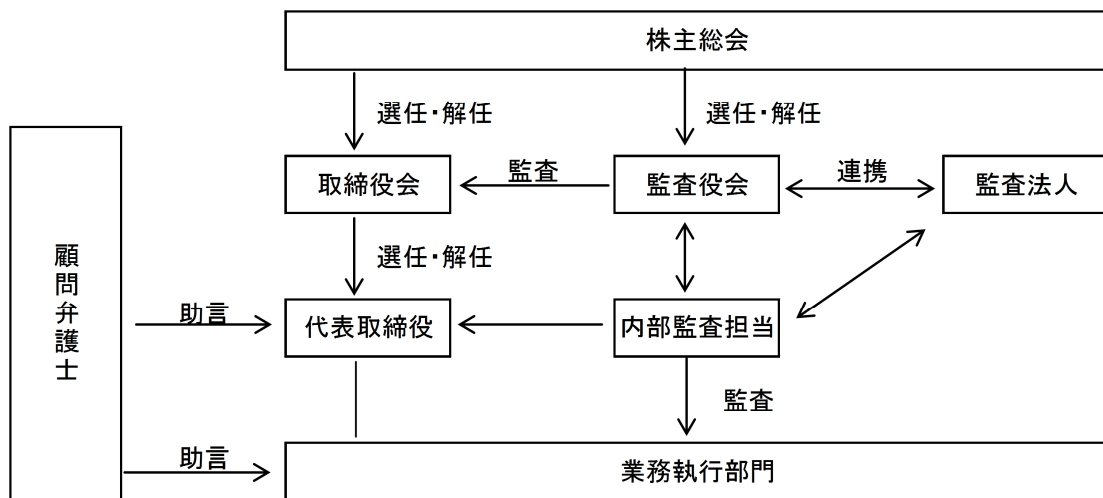 株主総会
選任・解任
選任・解任
取締役会
監査
監査役会
連携
監査法人
選任・解任
顧問弁護士
助言
代表取締役
内部監査担当
監査
助言
業務執行部門